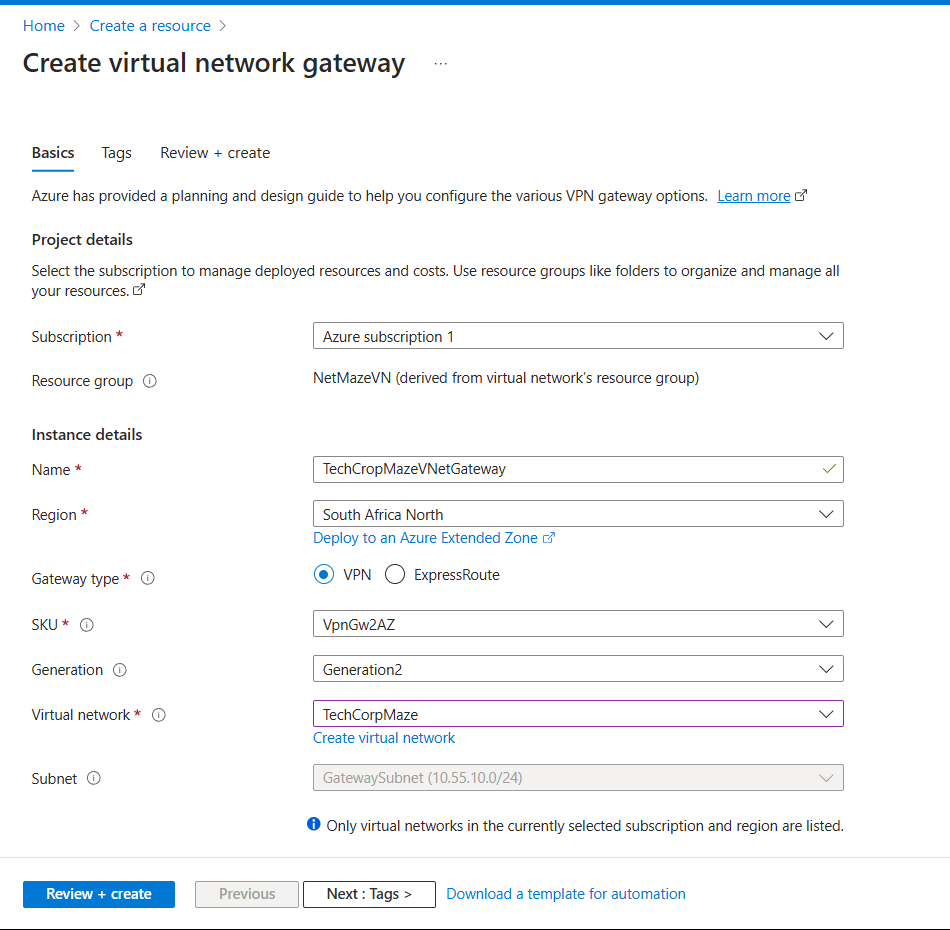 Home > Create a resource >
Create virtual network gateway ...
Basics Tags Review + create
Azure has provided a planning and design guide to help you configure the various VPN gateway options. Learn more
Project details
Select the subscription to manage deployed resources and costs. Use resource groups like folders to organize and manage all
your resources.
Subscription * Azure subscription 1
Resource group NetMazeVN (derived from virtual network's resource group)
Instance details
Name * TechCropMazeVNetGateway
Region * South Africa North
Deploy to an Azure Extended Zone
Gateway type * VPN ExpressRoute
SKU * VpnGw2AZ
Generation Generation2
Virtual network * TechCorpMaze
Create virtual network
Subnet GatewaySubnet (10.55.10.0/24)
Only virtual networks in the currently selected subscription and region are listed.
Review + create Previous Next : Tags > Download a template for automation